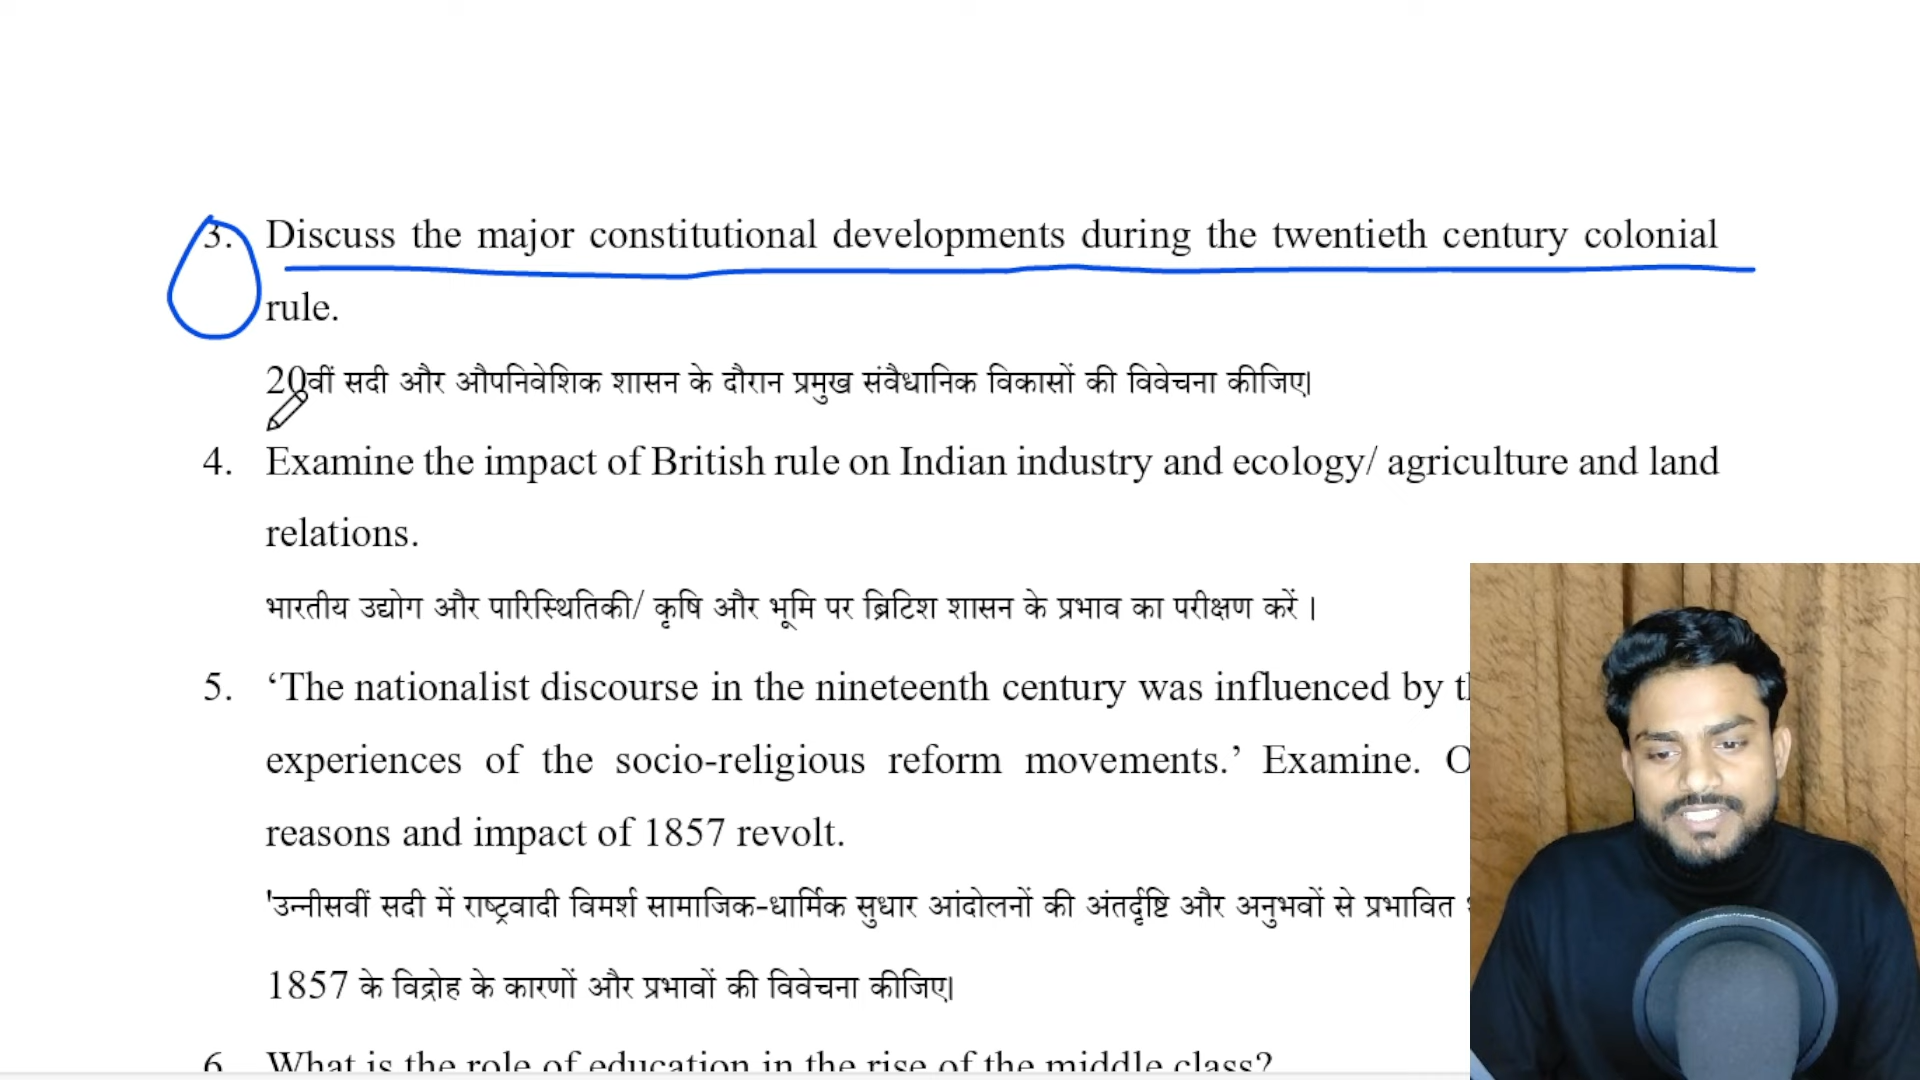 3. Discuss the major constitutional developments during the twentieth century colonial
rule.
20वीं सदी और औपनिवेशिक शासन के दौरान प्रमुख संवैधानिक विकासों की विवेचना कीजिए।
4. Examine the impact of British rule on Indian industry and ecology/ agriculture and land
relations.
भारतीय उद्योग और पारिस्थितिकी/ कृषि और भूमि पर ब्रिटिश शासन के प्रभाव का परीक्षण करें ।
5. ‘The nationalist discourse in the nineteenth century was influenced by
experiences of the socio-religious reform movements.’ Examine.
reasons and impact of 1857 revolt.
'उन्नीसवीं सदी में राष्ट्रवादी विमर्श सामाजिक-धार्मिक सुधार आंदोलनों की अंतर्दृष्टि और अनुभवों से प्रभावित
1857 के विद्रोह के कारणों और प्रभावों की विवेचना कीजिए।
6. What is the role of education in the rise of the middle class?